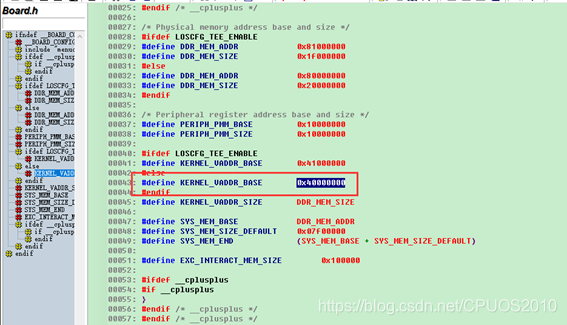 Board.h
ifndef __BOARD_CON
__BOARD_CONFIG
include "menuc
ifdef __cplusp
if __cpluspl
endif
endif
ifdef LOSCFG_T
DDR_MEM_ADD
DDR_MEM_SIZ
else
DDR_MEM_ADD
DDR_MEM_SIZ
endif
PERIPH_PMM_BAS
PERIPH_PMM_SIZ
ifdef LOSCFG_T
KERNEL_VADD
else
KERNEL_VADD
endif
KERNEL_VADDR_S
SYS_MEM_BASE
SYS_MEM_SIZE_D
SYS_MEM_END
EXC_INTERACT_M
ifdef __cplusp
if __cpluspl
endif
endif
endif
00025: #endif /* __cplusplus */
00026:
00027: /* Physical memory address base and size */
00028: #ifdef LOSCFG_TEE_ENABLE
00029: #define DDR_MEM_ADDR 0x81000000
00030: #define DDR_MEM_SIZE 0x1f000000
00031: #else
00032: #define DDR_MEM_ADDR 0x80000000
00033: #define DDR_MEM_SIZE 0x20000000
00034: #endif
00035:
00036: /* Peripheral register address base and size */
00037: #define PERIPH_PMM_BASE 0x10000000
00038: #define PERIPH_PMM_SIZE 0x10000000
00039:
00040: #ifdef LOSCFG_TEE_ENABLE
00041: #define KERNEL_VADDR_BASE 0x41000000
00042: #else
00043: #define KERNEL_VADDR_BASE 0x40000000
00044: #endif
00045: #define KERNEL_VADDR_SIZE DDR_MEM_SIZE
00046:
00047: #define SYS_MEM_BASE DDR_MEM_ADDR
00048: #define SYS_MEM_SIZE_DEFAULT 0x07f00000
00049: #define SYS_MEM_END (SYS_MEM_BASE + SYS_MEM_SIZE_DEFAULT)
00050:
00051: #define EXC_INTERACT_MEM_SIZE 0x100000
00052:
00053: #ifdef __cplusplus
00054: #if __cplusplus
00055: }
00056: #endif /* __cplusplus */
00057: #endif /* __cplusplus */
https://blog.csdn.net/CPUOS2010